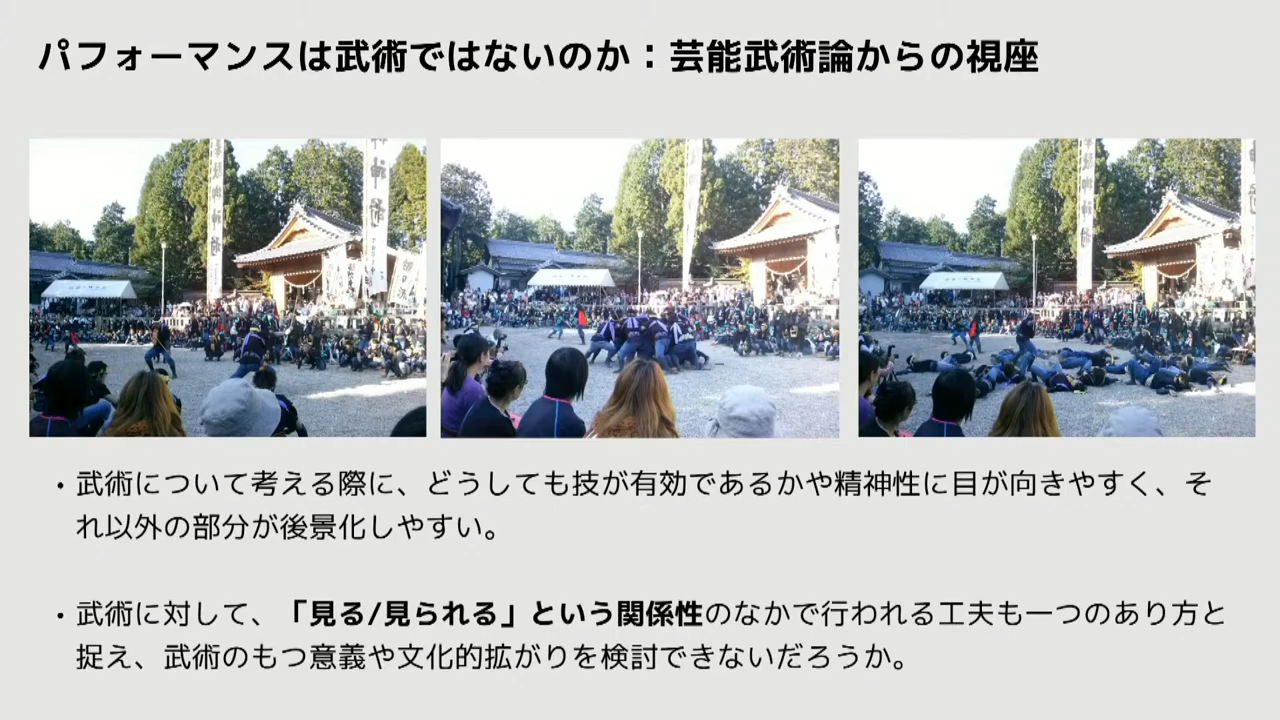 パフォーマンスは武術ではないのか：芸能武術論からの視座
・武術について考える際に、どうしても技が有効であるかや精神性に目が向きやすく、そ
れ以外の部分が後景化しやすい。
・武術に対して、「見る/見られる」という関係性のなかで行われる工夫も一つのあり方と
捉え、武術のもつ意義や文化的拡がりを検討できないだろうか。